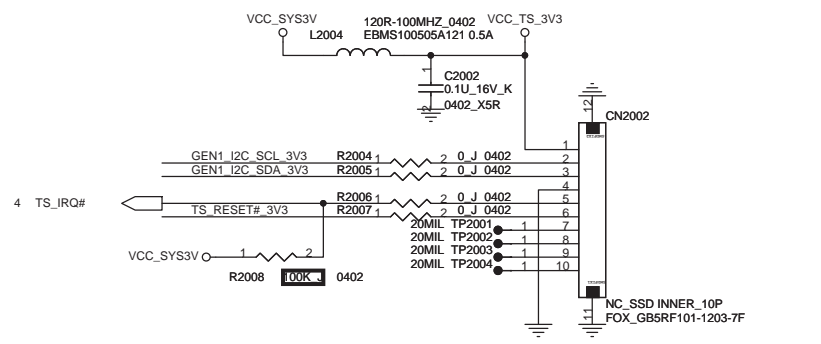 VCC_SYS3V 120R-100MHZ_0402 VCC_TS_3V3
L2004 EBMS100505A121 0.5A
1 C2002
0.1U_16V_K
2 0402_X5R
12 CN2002
1
GEN1_I2C_SCL_3V3 R2004 1 2 0_J 0402 2
GEN1_I2C_SDA_3V3 R2005 1 2 0_J 0402 3
4
4 TS_IRQ# R2006 1 2 0_J 0402 5
TS_RESET#_3V3 R2007 1 2 0_J 0402 6
20MIL TP2001 1 7
20MIL TP2002 1 8
VCC_SYS3V 1 2 20MIL TP2003 1 9
20MIL TP2004 1 10
R2008 100K_J 0402
11 NC_SSD INNER_10P
FOX_GB5RF101-1203-7F